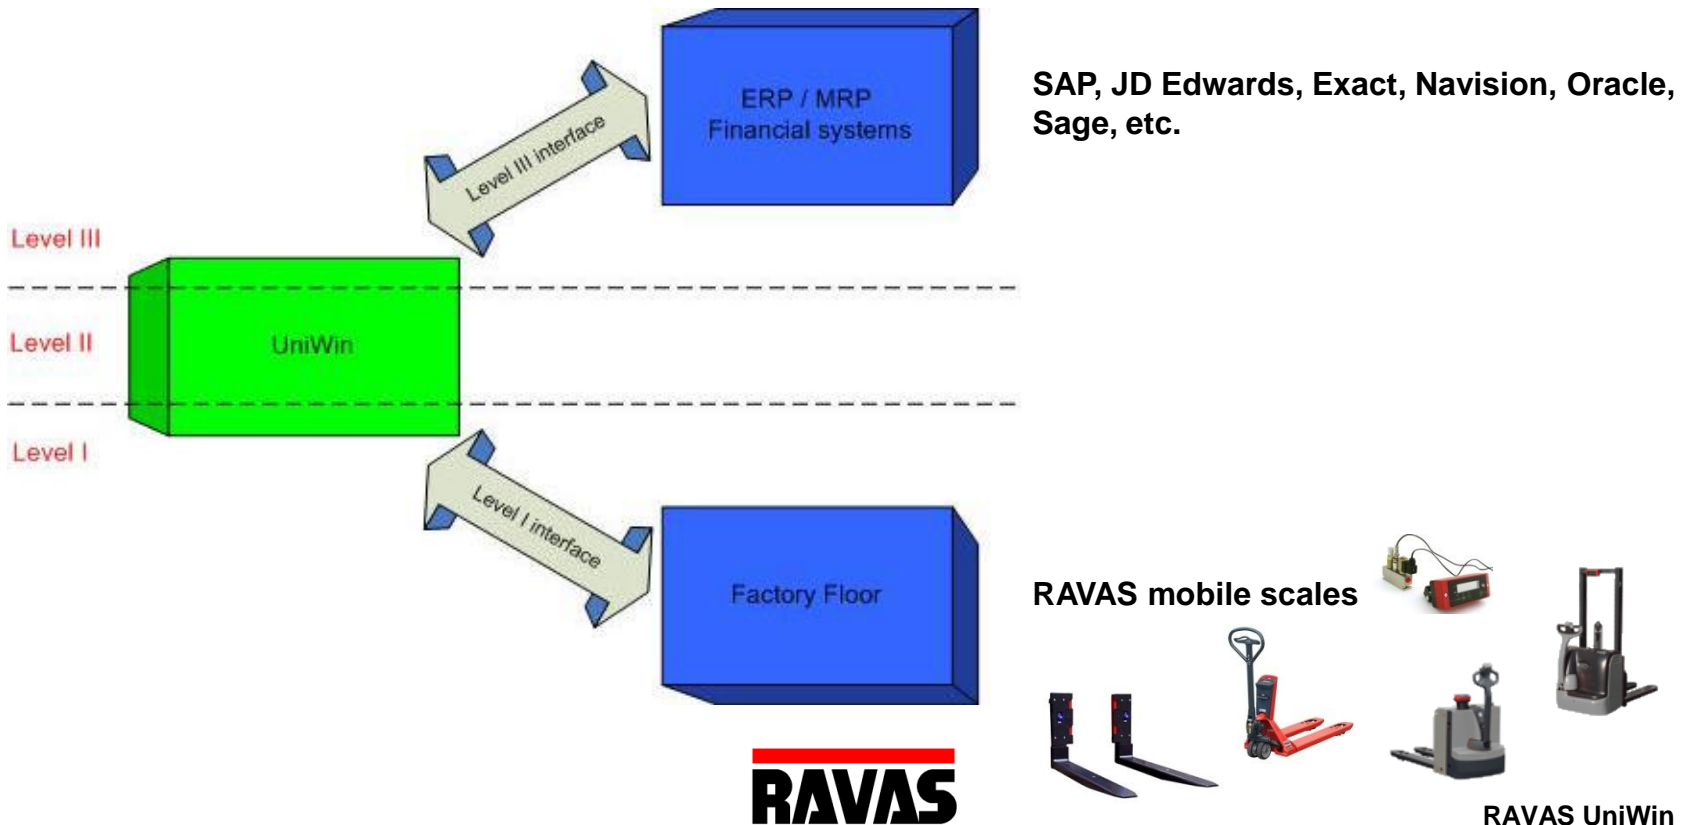 ERP / MRP
Financial systems
SAP, JD Edwards, Exact, Navision, Oracle,
Sage, etc.
Level III interface
Level III
Level II
UniWin
Level I
Level I interface
Factory Floor
RAVAS mobile scales
RAVAS
RAVAS UniWin